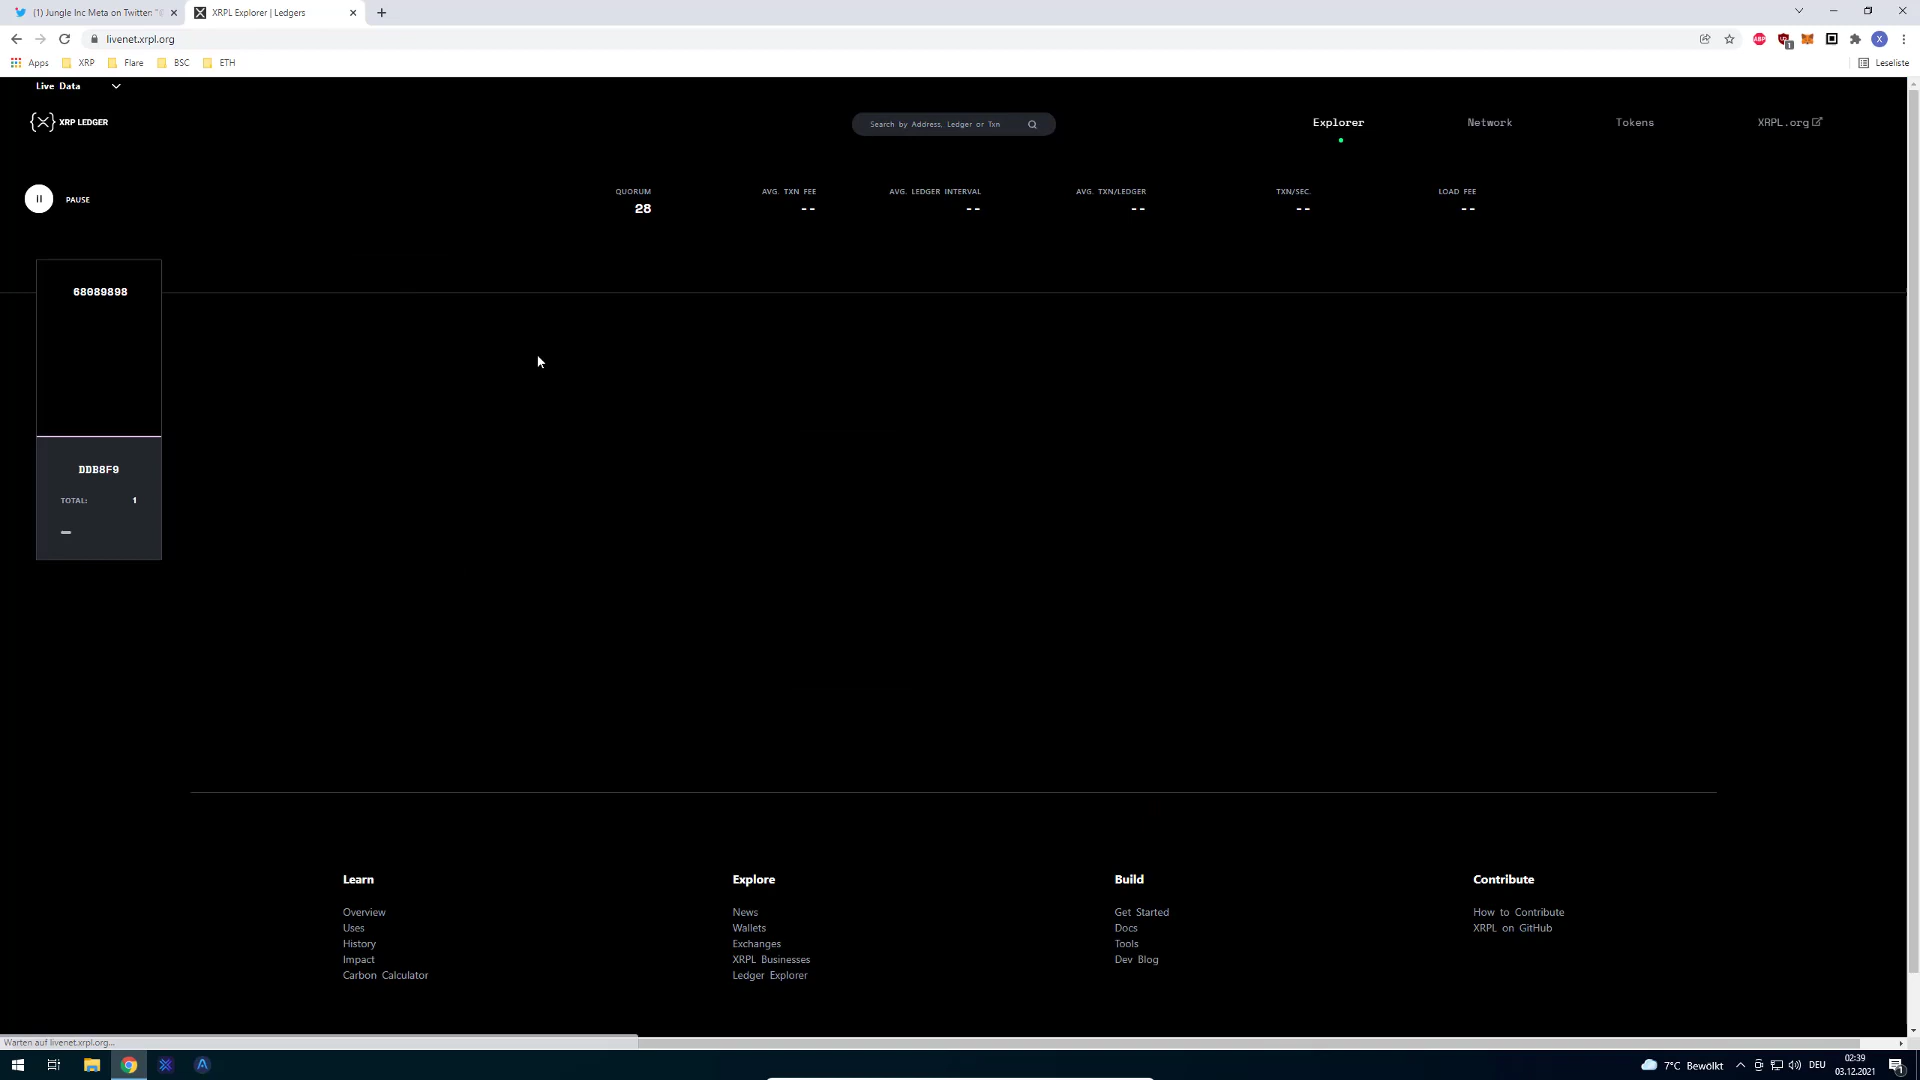 (1) Jungle Inc Meta on Twitter: "
XRPL Explorer | Ledgers
livenet.xrpl.org
Apps
XRP
Flare
BSC
ETH
Leseliste
Live Data
XRP LEDGER
Search by Address, Ledger or Txn
Explorer
Network
Tokens
XRPL.org
PAUSE
QUORUM
28
AVG. TXN FEE
--
AVG. LEDGER INTERVAL
--
AVG. TXN/LEDGER
--
TXN/SEC.
--
LOAD FEE
--
68089898
DDB8F9
TOTAL: 1
Learn
Overview
Uses
History
Impact
Carbon Calculator
Explore
News
Wallets
Exchanges
XRPL Businesses
Ledger Explorer
Build
Get Started
Docs
Tools
Dev Blog
Contribute
How to Contribute
XRPL on GitHub
Warten auf livenet.xrpl.org...
7°C Bewölkt
DEU
02:39
03.12.2021